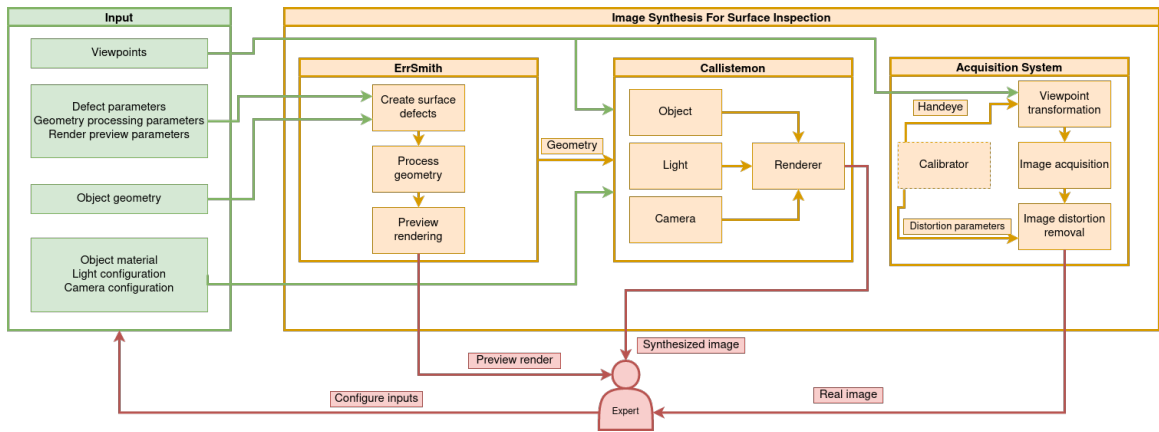 Input
Viewpoints
Defect parameters
Geometry processing parameters
Render preview parameters
Object geometry
Object material
Light configuration
Camera configuration
Image Synthesis For Surface Inspection
ErrSmith
Create surface
defects
Process
geometry
Preview
rendering
Geometry
Callistemon
Object
Light
Camera
Renderer
Acquisition System
Viewpoint
transformation
Handeye
Calibrator
Image acquisition
Distortion parameters
Image distortion
removal
Synthesized image
Preview render
Configure inputs
Real image
Expert